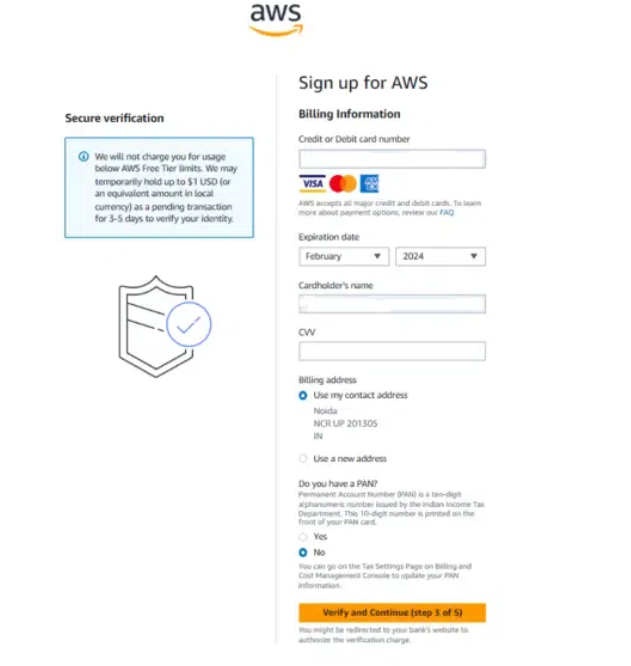 aws
Secure verification
We will not charge you for usage
below AWS Free Tier limits. We may
temporarily hold up to $1 USD (or
an equivalent amount in local
currency) as a pending transaction
for 3-5 days to verify your identity.
Sign up for AWS
Billing Information
Credit or Debit card number
VISA
AM
EX
AWS accepts all major credit and debit cards. To learn
more about payment options, review our FAQ
Expiration date
February
2024
Cardholder's name
CVV
Billing address
Use my contact address
Noida
NCR UP 201305
IN
Use a new address
Do you have a PAN?
Permanent Account Number (PAN) is a ten-digit
alphanumeric number issued by the Indian Income Tax
Department. This 10-digit number is printed on the
front of your PAN card.
Yes
No
You can go on the Tax Settings Page on Billing and
Cost Management Console to update your PAN
information.
Verify and Continue (step 3 of 5)
You might be redirected to your bank's website to
authorize the verification charge.